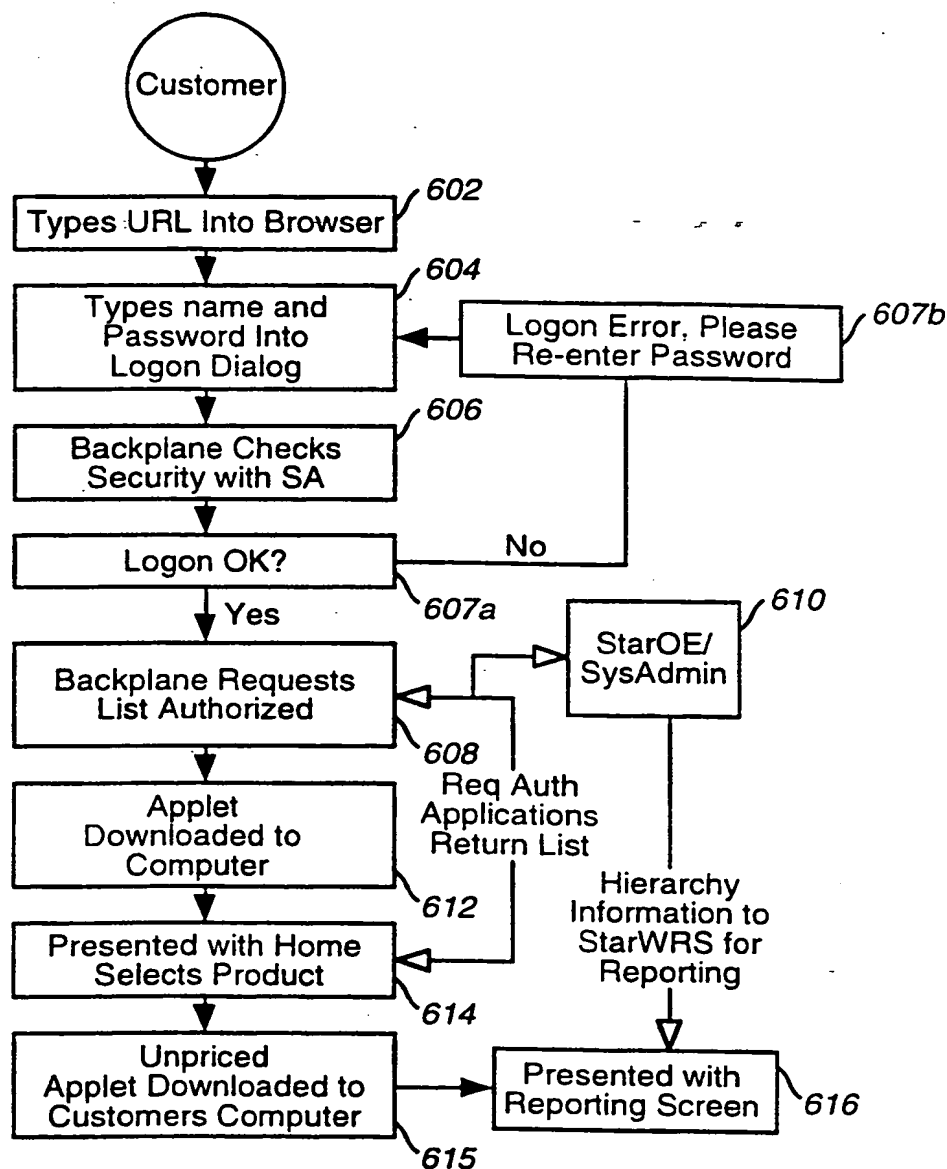 Customer
602
Types URL Into Browser
604
Types name and
Password Into
Logon Dialog
607b
Logon Error, Please
Re-enter Password
606
Backplane Checks
Security with SA
Logon OK?
No
607a
Yes
610
StarOE/
SysAdmin
Backplane Requests
List Authorized
608
Req Auth
Applications
Return List
Applet
Downloaded to
Computer
612
Hierarchy
Information to
StarWRS for
Reporting
Presented with Home
Selects Product
614
Unpriced
Applet Downloaded to
Customers Computer
615
Presented with
Reporting Screen
616